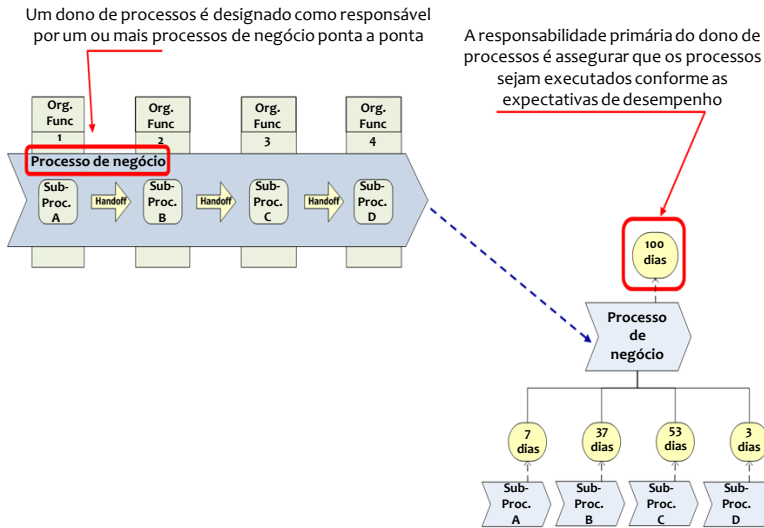 Um dono de processos é designado como responsável
por um ou mais processos de negócio ponta a ponta
A responsabilidade primária do dono de
processos é assegurar que os processos
sejam executados conforme as
expectativas de desempenho
Org.
Func
1
Org.
Func
2
Org.
Func
3
Org.
Func
4
Processo de negócio
Sub-
Proc.
A
Handoff
Sub-
Proc.
B
Handoff
Sub-
Proc.
C
Handoff
Sub-
Proc.
D
100
dias
Processo
de
negócio
7
dias
37
dias
53
dias
3
dias
Sub-
Proc.
A
Sub-
Proc.
B
Sub-
Proc.
C
Sub-
Proc.
D